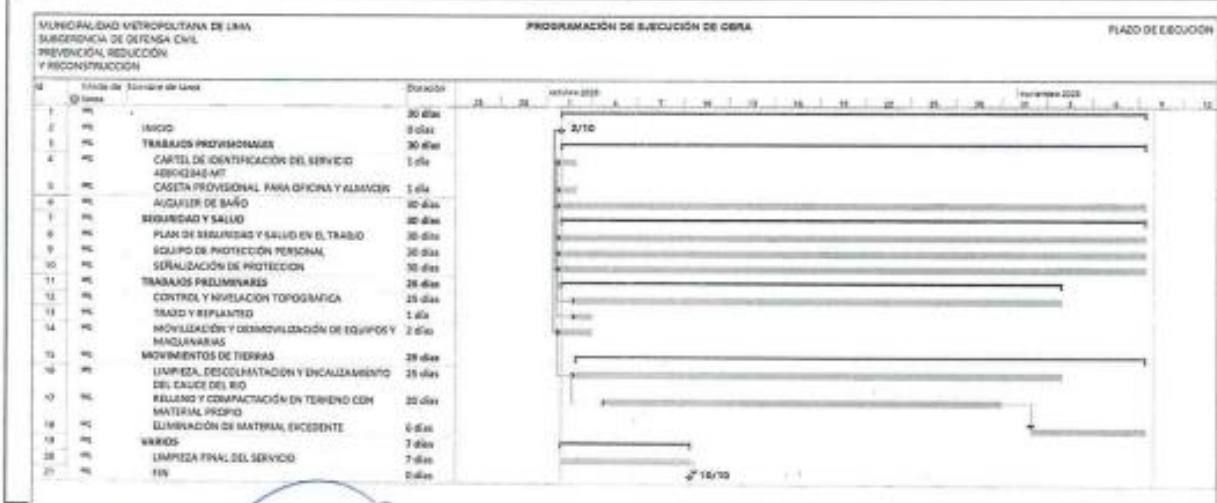 MUNICIPALIDAD METROPOLITANA DE LIMA
SUBGERENCIA DE DEFENSA CIVIL
PREVENCIÓN, REDUCCIÓN
Y RECONSTRUCCIÓN
PROGRAMACIÓN DE EJECUCIÓN DE OBRA
PLAZO DE EJECUCIÓN
Id Modo de tarea Nombre de tarea Duración octubre 2025 noviembre 2025
1 30 días
2 INICIO 0 días 2/10
3 TRABAJOS PROVISIONALES 30 días
4 CARTEL DE IDENTIFICACIÓN DEL SERVICIO 1 día
5 CASETA PROVISIONAL PARA OFICINA Y ALMACEN 1 día
6 ALQUILER DE BAÑO 30 días
7 SEGURIDAD Y SALUD 30 días
8 PLAN DE SEGURIDAD Y SALUD EN EL TRABJO 30 días
9 EQUIPO DE PROTECCIÓN PERSONAL 30 días
10 SEÑALIZACIÓN DE PROTECCION 30 días
11 TRABAJOS PRELIMINARES 26 días
12 CONTROL Y NIVELACION TOPOGRAFICA 25 días
13 TRAZO Y REPLANTEO 1 día
14 MOVILIZACIÓN Y DESMOVILIZACIÓN DE EQUIPOS Y 2 días
MAQUINARIAS
15 MOVIMIENTOS DE TIERRAS 29 días
16 LIMPIEZA, DESCOLMATACION Y ENCAUZAMIENTO 25 días
DEL CAUCE DEL RIO
17 RELLENO Y COMPACTACIÓN EN TERRENO CON 20 días
MATERIAL PROPIO
18 ELIMINACIÓN DE MATERIAL EXCEDENTE 6 días
19 VARIOS 7 días
20 LIMPIEZA FINAL DEL SERVICIO 7 días
21 FIN 0 días 10/10